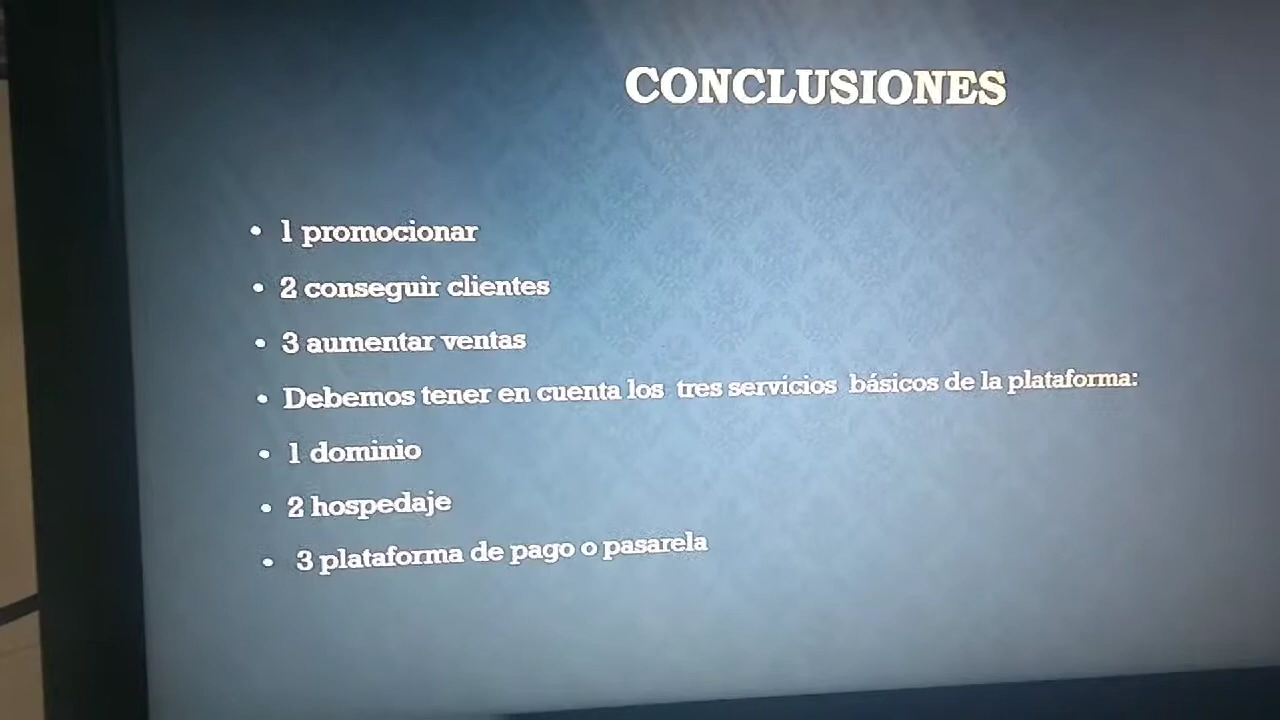 CONCLUSIONES
• 1 promocionar
• 2 conseguir clientes
• 3 aumentar ventas
• Debemos tener en cuenta los tres servicios básicos de la plataforma:
• 1 dominio
• 2 hospedaje
• 3 plataforma de pago o pasarela